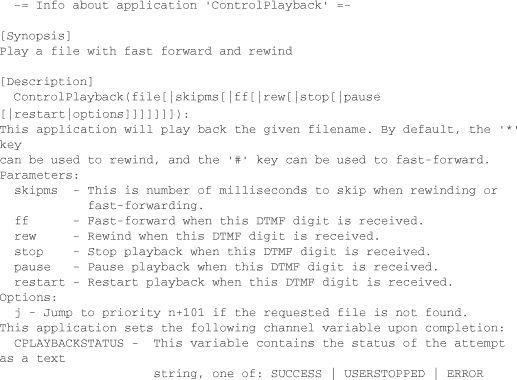 -= Info about application 'ControlPlayback' =-
[Synopsis]
Play a file with fast forward and rewind
[Description]
ControlPlayback(file[|skipms[|ff[|rew[|stop[|pause
[|restart|options]]]]]]]):
This application will play back the given filename. By default, the '*'
key
can be used to rewind, and the '#' key can be used to fast-forward.
Parameters:
skipms - This is number of milliseconds to skip when rewinding or
fast-forwarding.
ff - Fast-forward when this DTMF digit is received.
rew - Rewind when this DTMF digit is received.
stop - Stop playback when this DTMF digit is received.
pause - Pause playback when this DTMF digit is received.
restart - Restart playback when this DTMF digit is received.
Options:
j - Jump to priority n+101 if the requested file is not found.
This application sets the following channel variable upon completion:
CPLAYBACKSTATUS - This variable contains the status of the attempt
as a text
string, one of: SUCCESS | USERSTOPPED | ERROR